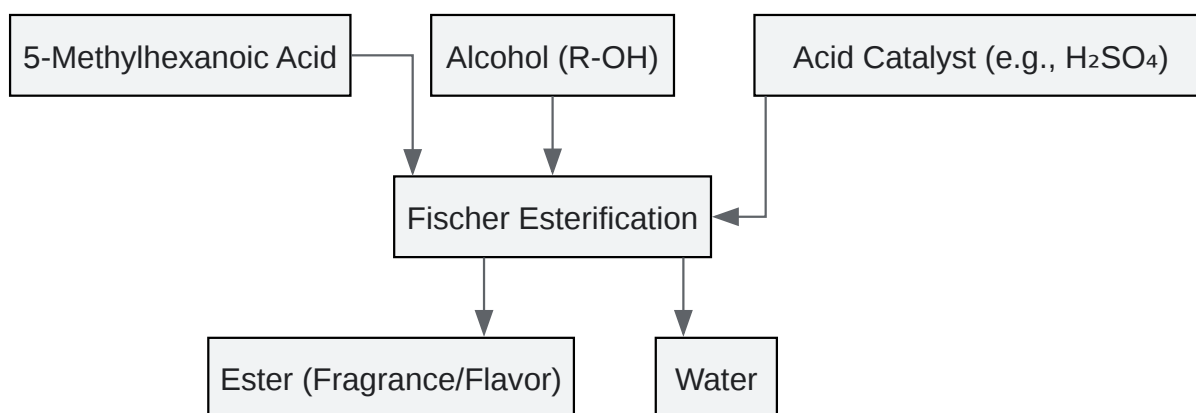 5-Methylhexanoic Acid
Alcohol (R-OH)
Acid Catalyst (e.g., H₂SO₄)
Fischer Esterification
Ester (Fragrance/Flavor)
Water